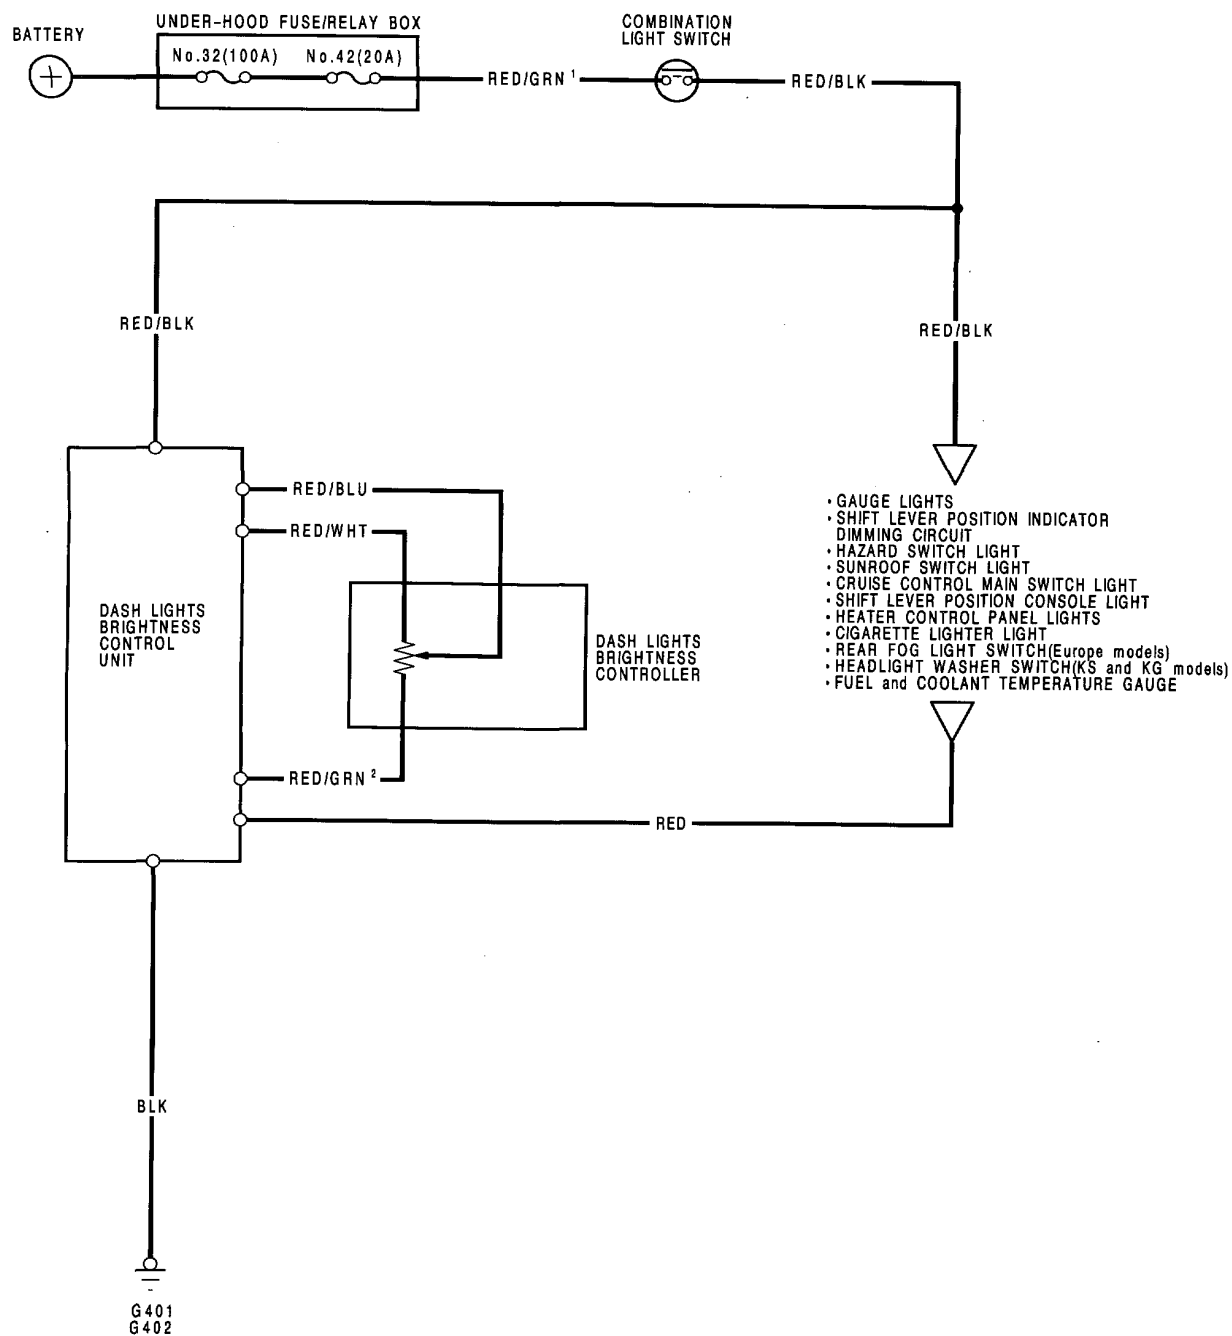 BATTERY
UNDER-HOOD FUSE/RELAY BOX
No.32(100A) No.42(20A)
COMBINATION
LIGHT SWITCH
RED/GRN 1
RED/BLK
RED/BLK
RED/BLK
RED/BLU
RED/WHT
DASH LIGHTS
BRIGHTNESS
CONTROL
UNIT
DASH LIGHTS
BRIGHTNESS
CONTROLLER
RED/GRN 2
• GAUGE LIGHTS
• SHIFT LEVER POSITION INDICATOR
DIMMING CIRCUIT
• HAZARD SWITCH LIGHT
• SUNROOF SWITCH LIGHT
• CRUISE CONTROL MAIN SWITCH LIGHT
• SHIFT LEVER POSITION CONSOLE LIGHT
• HEATER CONTROL PANEL LIGHTS
• CIGARETTE LIGHTER LIGHT
• REAR FOG LIGHT SWITCH(Europe models)
• HEADLIGHT WASHER SWITCH(KS and KG models)
• FUEL and COOLANT TEMPERATURE GAUGE
RED
BLK
G401
G402